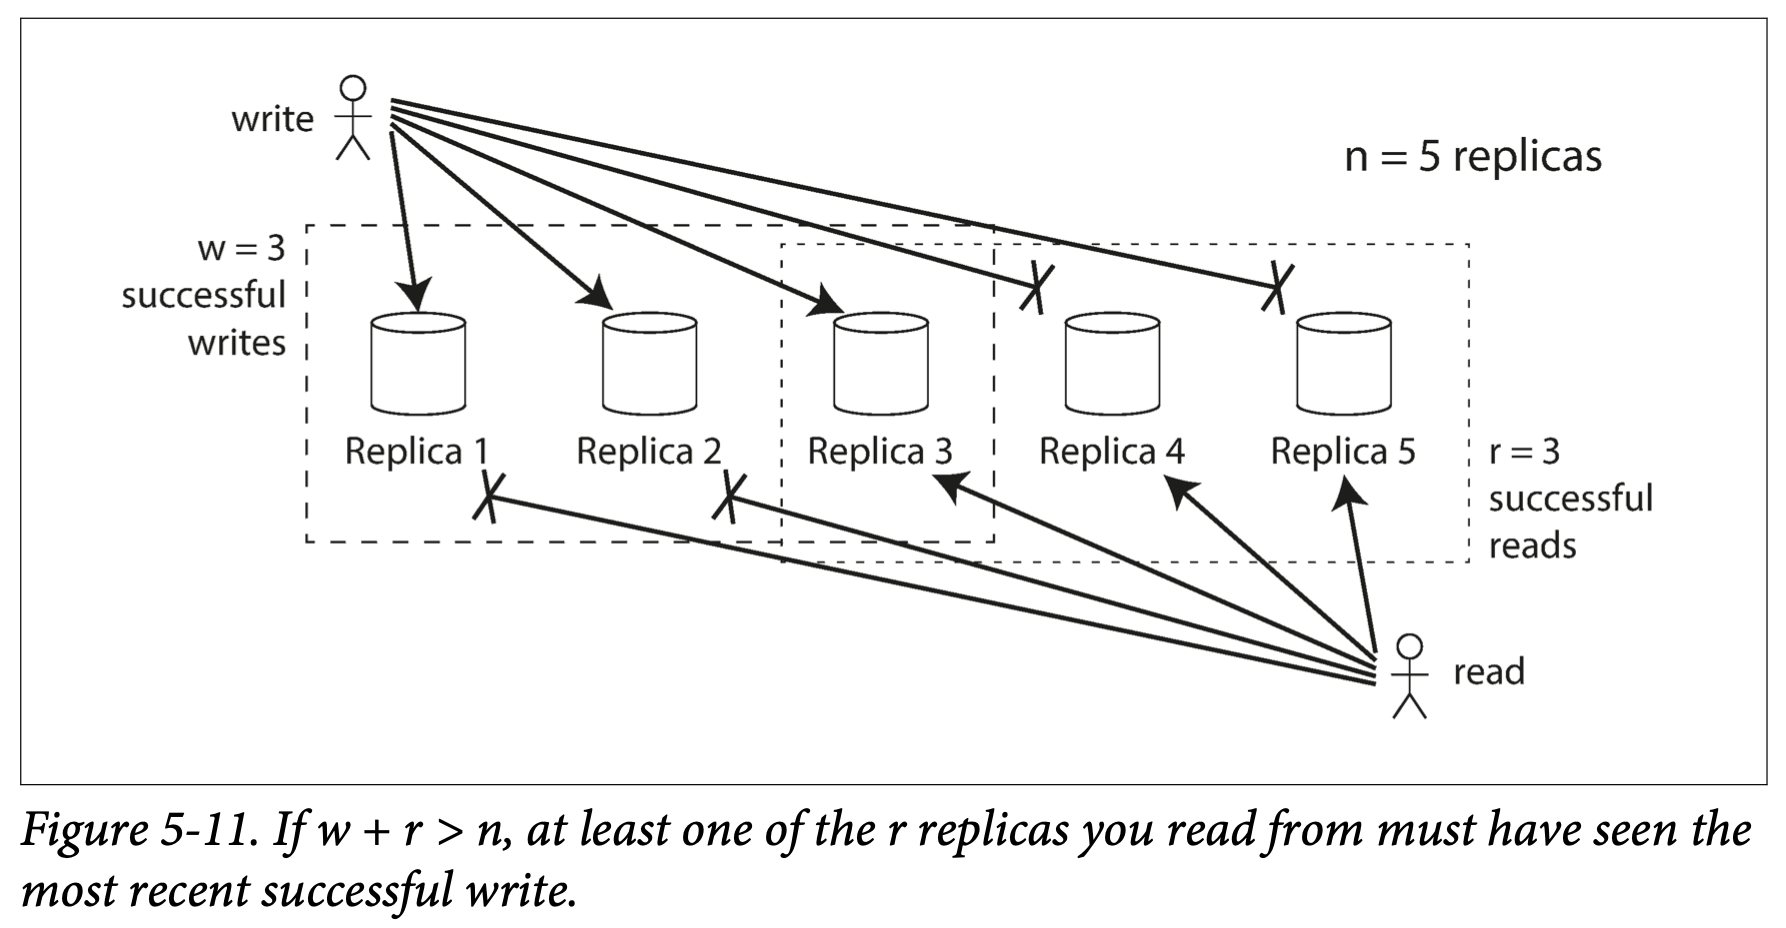 write
n = 5 replicas
w = 3
successful
writes
Replica 1
Replica 2
Replica 3
Replica 4
Replica 5
r = 3
successful
reads
read
Figure 5-11. If w + r > n, at least one of the r replicas you read from must have seen the
most recent successful write.